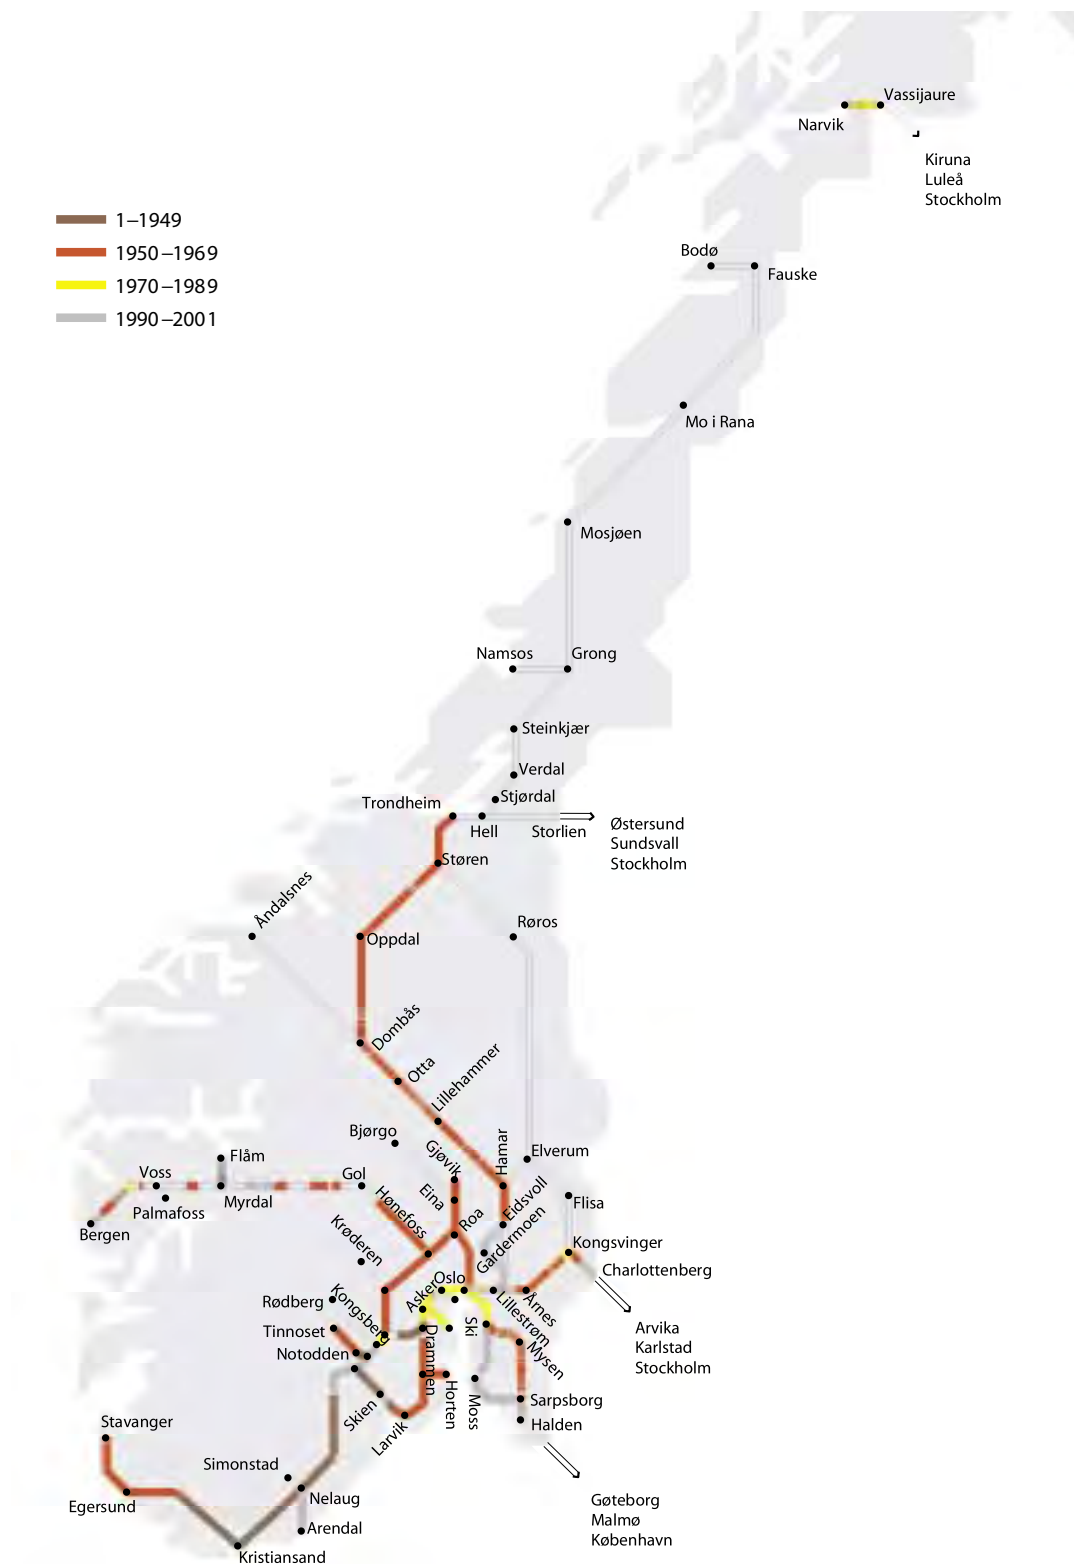 Vassijaure
Narvik
Kiruna
Luleå
Stockholm
1–1949
1950–1969
1970–1989
1990–2001
Bodø
Fauske
Mo i Rana
Mosjøen
Namsos
Grong
Steinkjær
Verdal
Stjørdal
Trondheim
Hell
Storlien
Østersund
Sundsvall
Stockholm
Støren
Åndalsnes
Røros
Oppdal
Dombås
Otta
Lillehammer
Bjørgo
Gjøvik
Hamar
Elverum
Flåm
Voss
Gol
Myrdal
Palmafoss
Bergen
Hønefoss
Eina
Roa
Eidsvoll
Gardermoen
Flisa
Kongsvinger
Charlottenberg
Krøderen
Rødberg
Kongsberg
Asker
Oslo
Lillestrøm
Årnes
Arvika
Karlstad
Stockholm
Tinnoset
Notodden
Drammen
Ski
Mysen
Skien
Larvik
Horten
Moss
Sarpsborg
Halden
Stavanger
Simonstad
Egersund
Nelaug
Arendal
Kristiansand
Gøteborg
Malmø
København